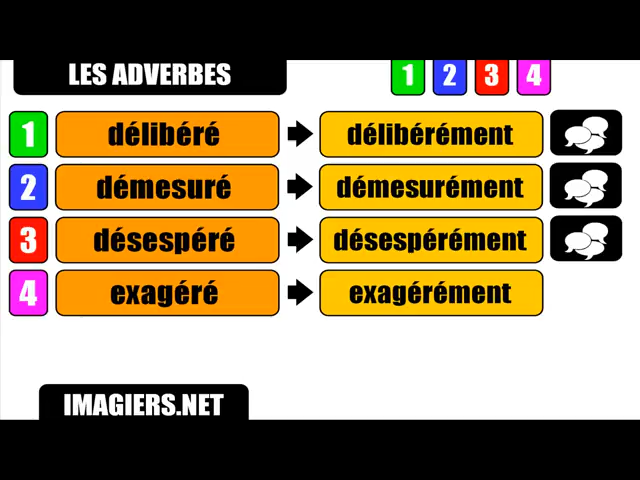 LES ADVERBES 1 2 3 4
1 délibéré délibérément
2 démesuré démesurément
3 désespéré désespérément
4 exagéré exagérément
IMAGIERS.NET